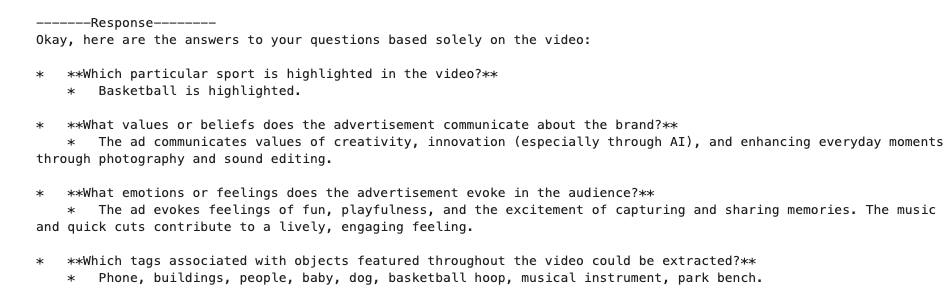 -------Response--------
Okay, here are the answers to your questions based solely on the video:
*   **Which particular sport is highlighted in the video?**
    *   Basketball is highlighted.
*   **What values or beliefs does the advertisement communicate about the brand?**
    *   The ad communicates values of creativity, innovation (especially through AI), and enhancing everyday moments
through photography and sound editing.
*   **What emotions or feelings does the advertisement evoke in the audience?**
    *   The ad evokes feelings of fun, playfulness, and the excitement of capturing and sharing memories. The music
and quick cuts contribute to a lively, engaging feeling.
*   **Which tags associated with objects featured throughout the video could be extracted?**
    *   Phone, buildings, people, baby, dog, basketball hoop, musical instrument, park bench.